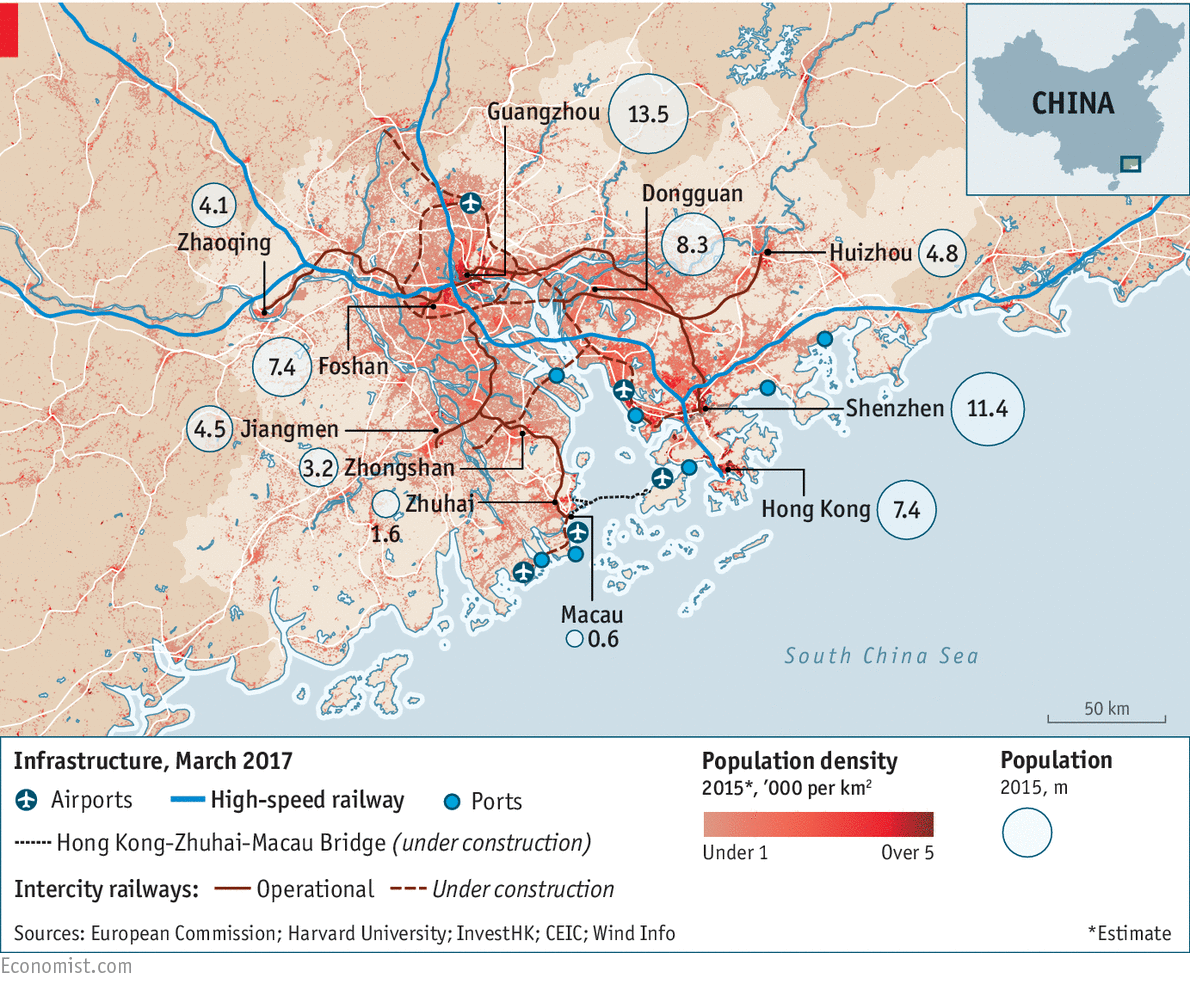 CHINA
Guangzhou
13.5
Dongguan
8.3
4.1
Zhaoqing
Huizhou 4.8
7.4 Foshan
Shenzhen 11.4
4.5 Jiangmen
3.2 Zhongshan
Zhuhai
1.6
Hong Kong 7.4
Macau
0.6
South China Sea
50 km
Infrastructure, March 2017
Airports
High-speed railway
Ports
Hong Kong-Zhuhai-Macau Bridge (under construction)
Intercity railways: Operational Under construction
Population density
2015*, ’000 per km²
Under 1 Over 5
Population
2015, m
Sources: European Commission; Harvard University; InvestHK; CEIC; Wind Info
*Estimate
Economist.com